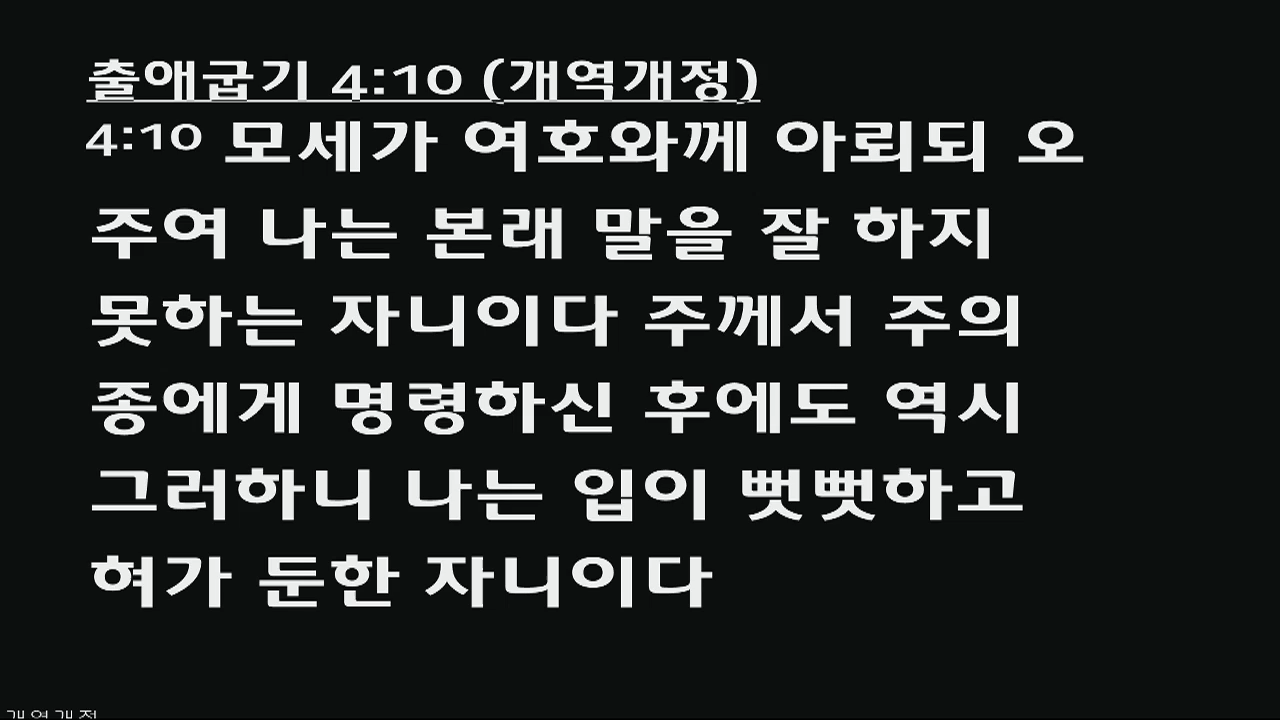 출애굽기 4:10 (개역개정)
4:10 모세가 여호와께 아뢰되 오
주여 나는 본래 말을 잘 하지
못하는 자니이다 주께서 주의
종에게 명령하신 후에도 역시
그러하니 나는 입이 뻣뻣하고
혀가 둔한 자니이다
개역개정